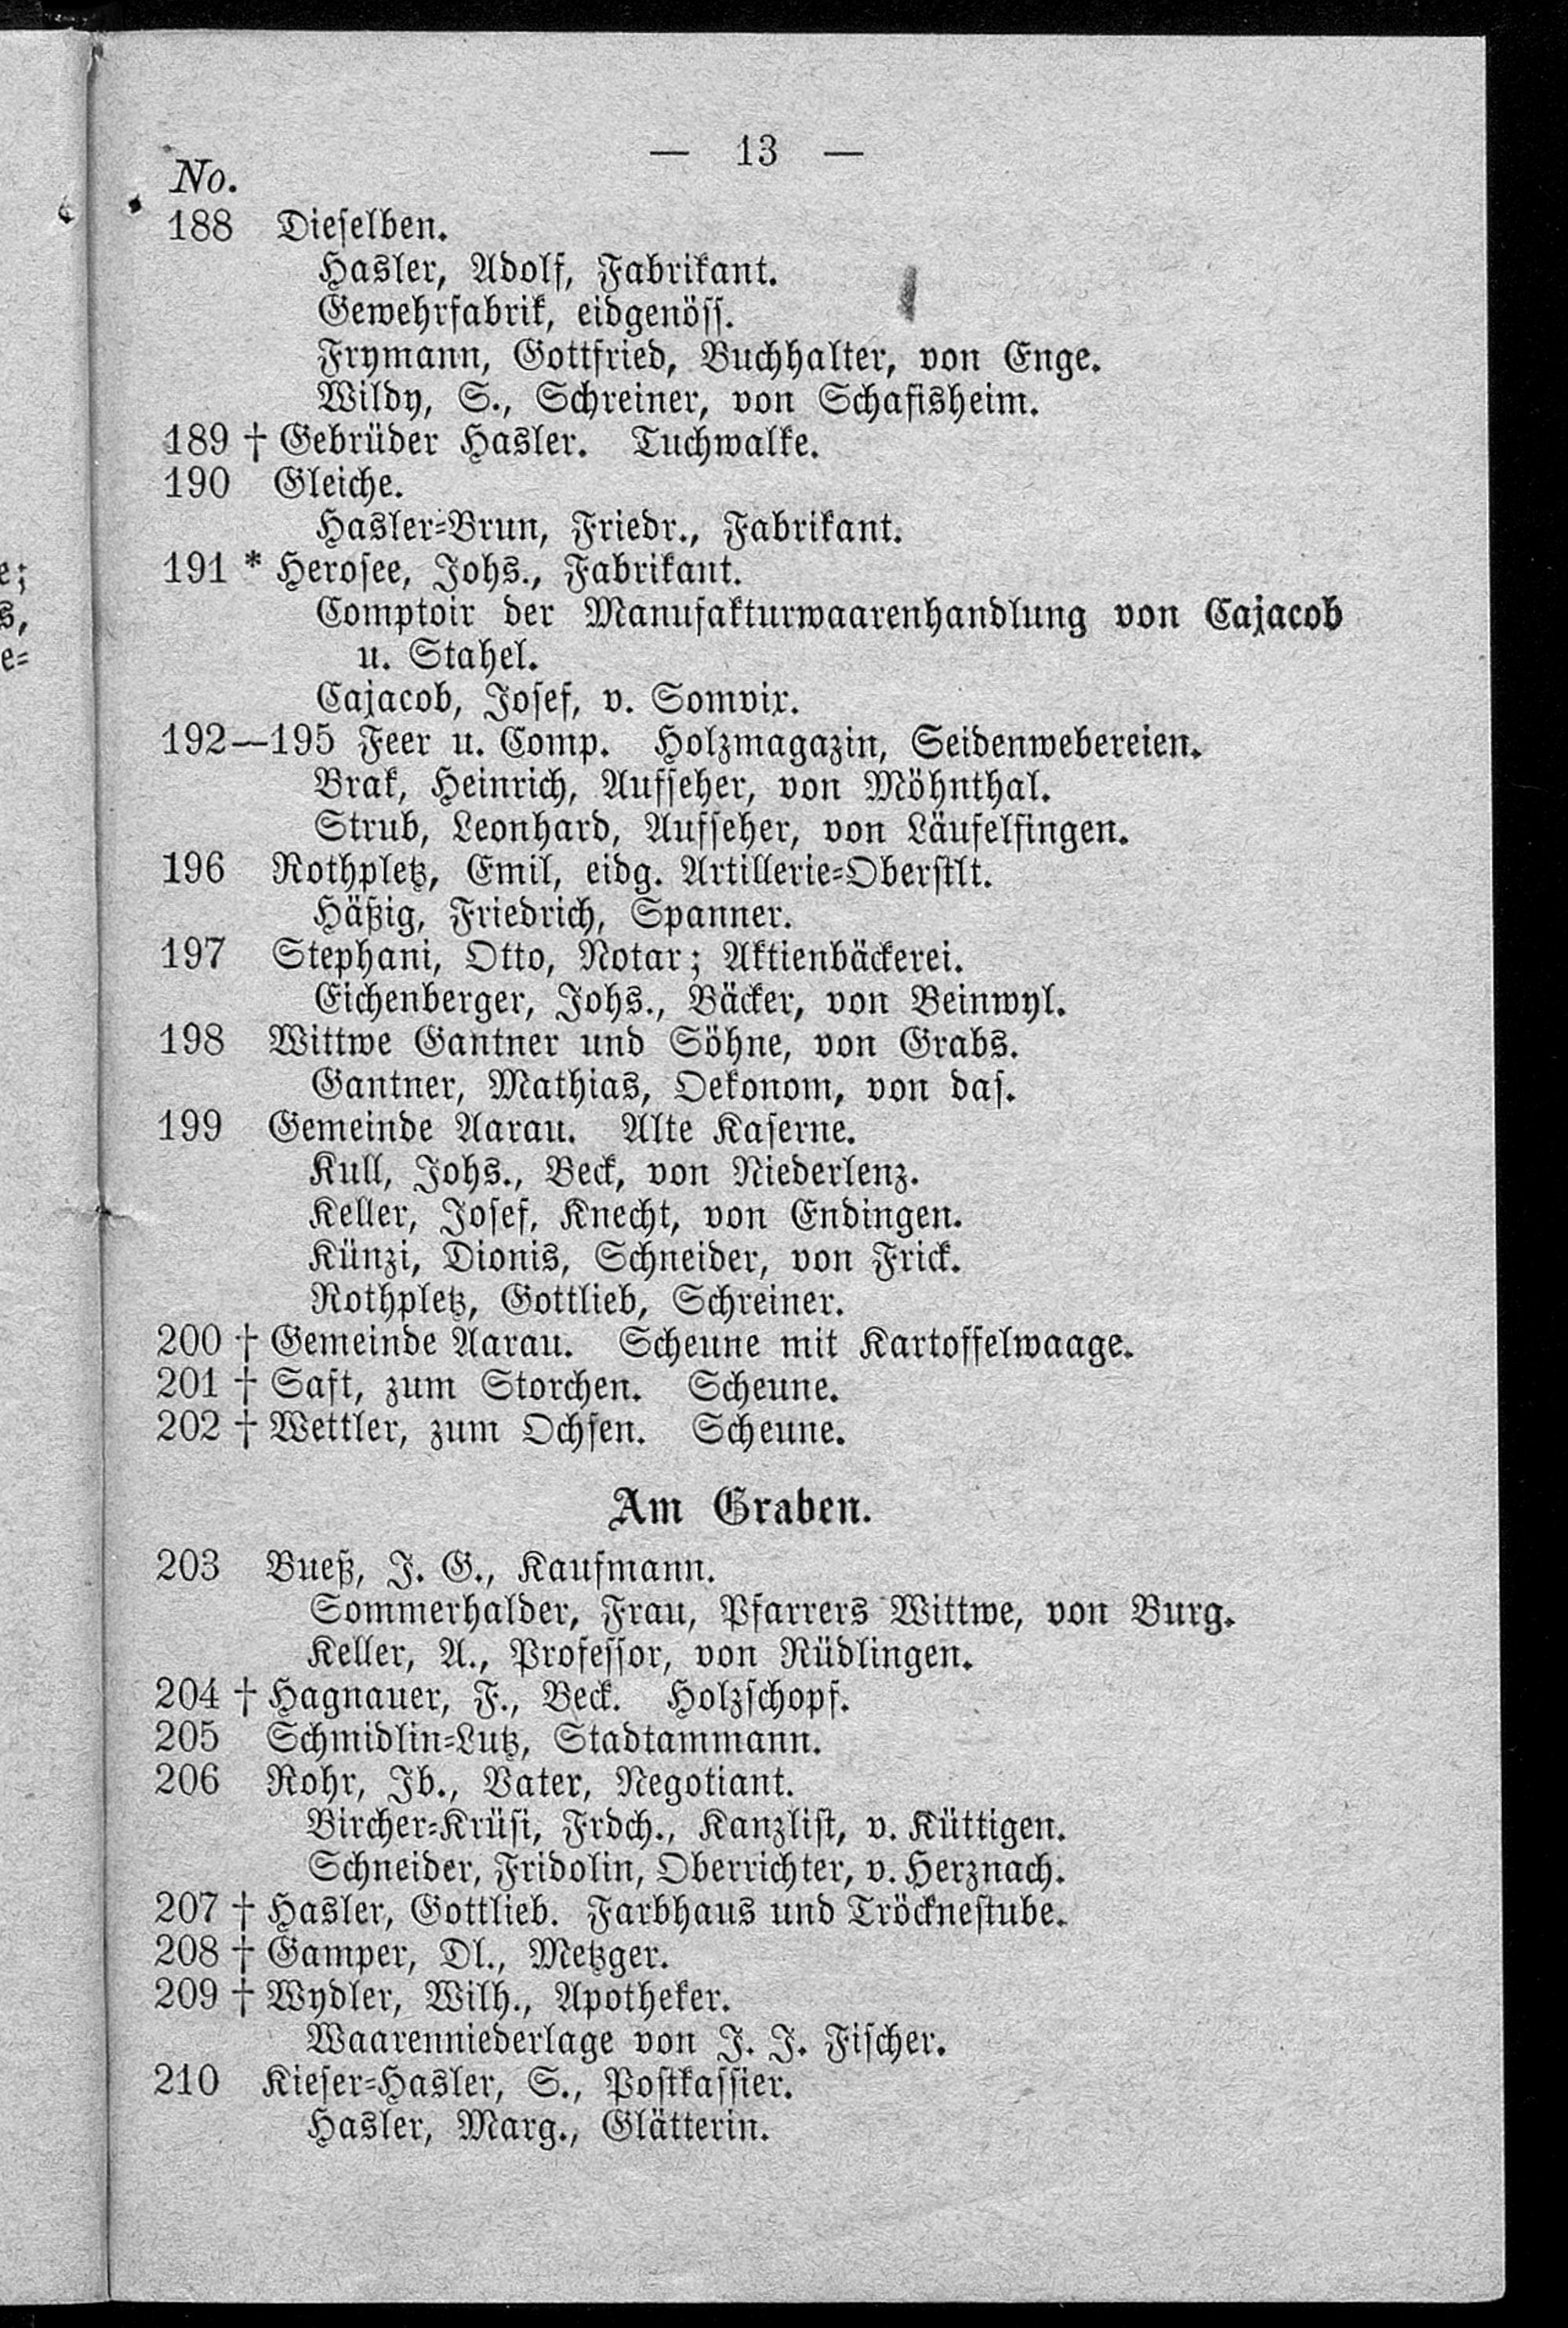 — 13 —
No.
188 Dieselben.
Hasler, Adolf, Fabrikant.
Gewehrfabrik, eidgenöss.
Frymann, Gottfried, Buchhalter, von Enge.
Wildy, S., Schreiner, von Schafisheim.
189 † Gebrüder Hasler. Tuchwalke.
190 Gleiche.
Hasler-Brun, Friedr., Fabrikant.
191 * Herosee, Johs., Fabrikant.
Comptoir der Manufakturwaarenhandlung von Cajacob
u. Stahel.
Cajacob, Josef, v. Somvix.
192—195 Feer u. Comp. Holzmagazin, Seidenwebereien.
Brak, Heinrich, Aufseher, von Möhnthal.
Strub, Leonhard, Aufseher, von Läufelfingen.
196 Rothpletz, Emil, eidg. Artillerie-Oberstlt.
Häßig, Friedrich, Spanner.
197 Stephani, Otto, Notar; Aktienbäckerei.
Eichenberger, Johs., Bäcker, von Beinwyl.
198 Wittwe Gantner und Söhne, von Grabs.
Gantner, Mathias, Oekonom, von das.
199 Gemeinde Aarau. Alte Kaserne.
Kull, Johs., Beck, von Niederlenz.
Keller, Josef, Knecht, von Endingen.
Künzi, Dionis, Schneider, von Frick.
Rothpletz, Gottlieb, Schreiner.
200 † Gemeinde Aarau. Scheune mit Kartoffelwaage.
201 † Saft, zum Storchen. Scheune.
202 † Wettler, zum Ochsen. Scheune.
Am Graben.
203 Bueß, J. G., Kaufmann.
Sommerhalder, Frau, Pfarrers Wittwe, von Burg.
Keller, A., Professor, von Rüdlingen.
204 † Hagnauer, F., Beck. Holzschopf.
205 Schmidlin-Lutz, Stadtammann.
206 Rohr, Jb., Vater, Negotiant.
Bircher-Krüsi, Frdch., Kanzlist, v. Küttigen.
Schneider, Fridolin, Oberrichter, v. Herznach.
207 † Hasler, Gottlieb. Farbhaus und Tröcknestube.
208 † Gamper, Dl., Metzger.
209 † Wydler, Wilh., Apotheker.
Waarenniederlage von J. J. Fischer.
210 Kieser-Hasler, S., Postkassier.
Hasler, Marg., Glätterin.